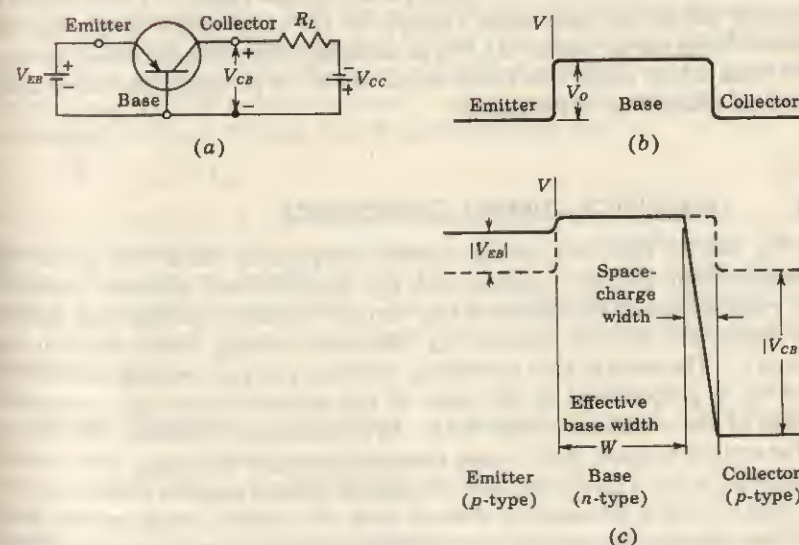 Emitter Collector R_L
+
V_EB
+
-
V_CB
-
+
V_CC
Base
-
(a)
V
Emitter
V_o
Base
Collector
(b)
V
|V_EB|
Space-
charge
width
|V_CB|
Effective
base width
W
Emitter
(p-type)
Base
(n-type)
Collector
(p-type)
(c)